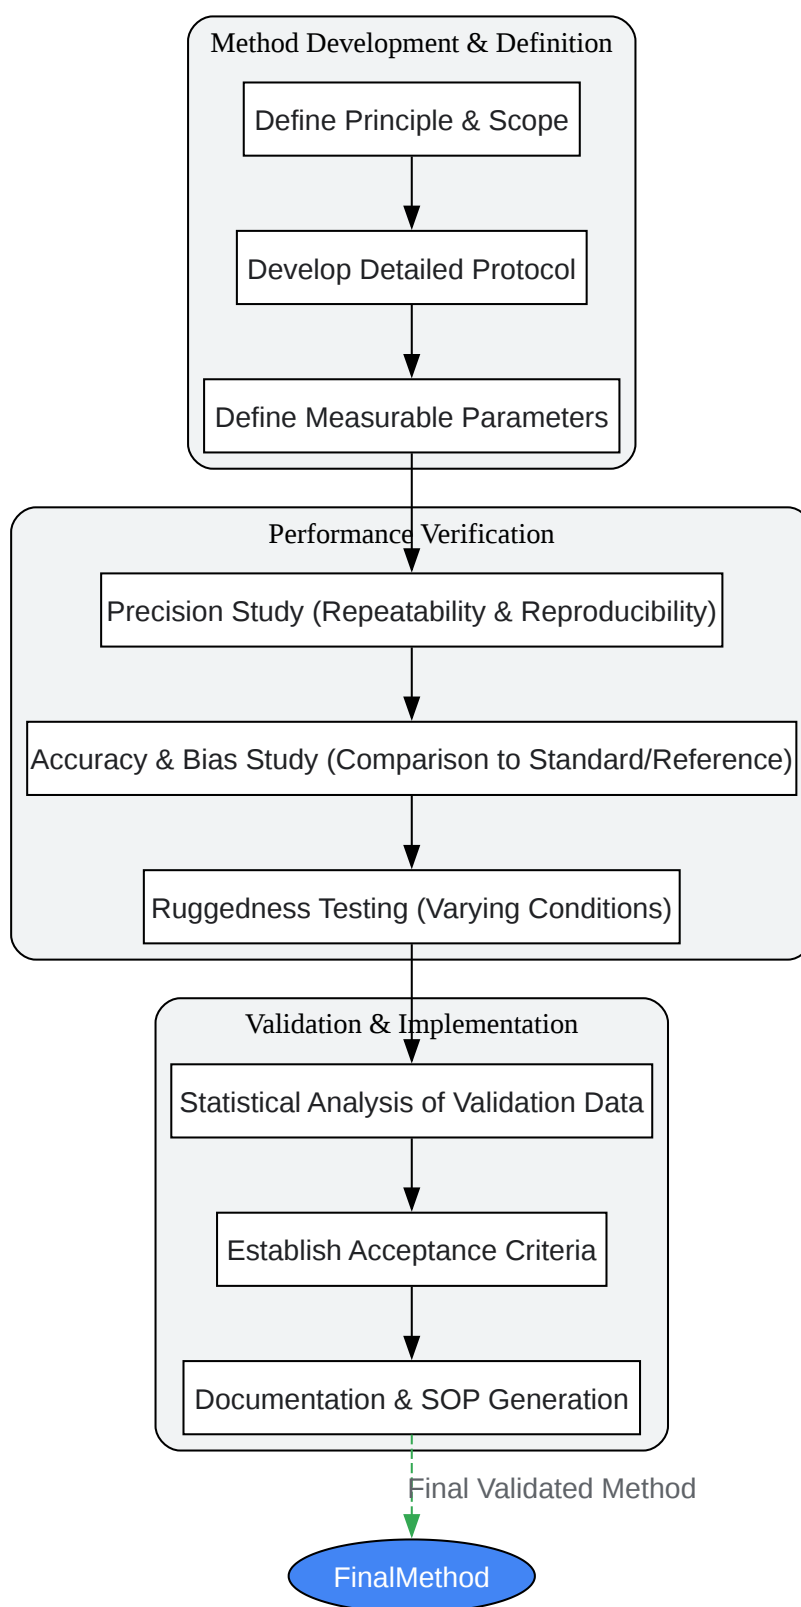 Method Development & Definition
Define Principle & Scope
Develop Detailed Protocol
Define Measurable Parameters
Performance Verification
Precision Study (Repeatability & Reproducibility)
Accuracy & Bias Study (Comparison to Standard/Reference)
Ruggedness Testing (Varying Conditions)
Validation & Implementation
Statistical Analysis of Validation Data
Establish Acceptance Criteria
Documentation & SOP Generation
Final Validated Method
FinalMethod